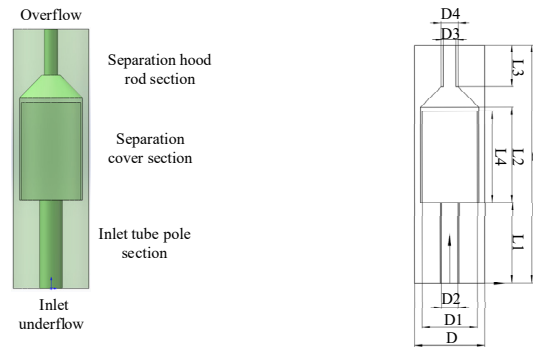 Overflow
Separation hood
rod section
Separation
cover section
Inlet tube pole
section
Inlet
underflow
D4
D3
L3
L4
L2
L1
D2
D1
D